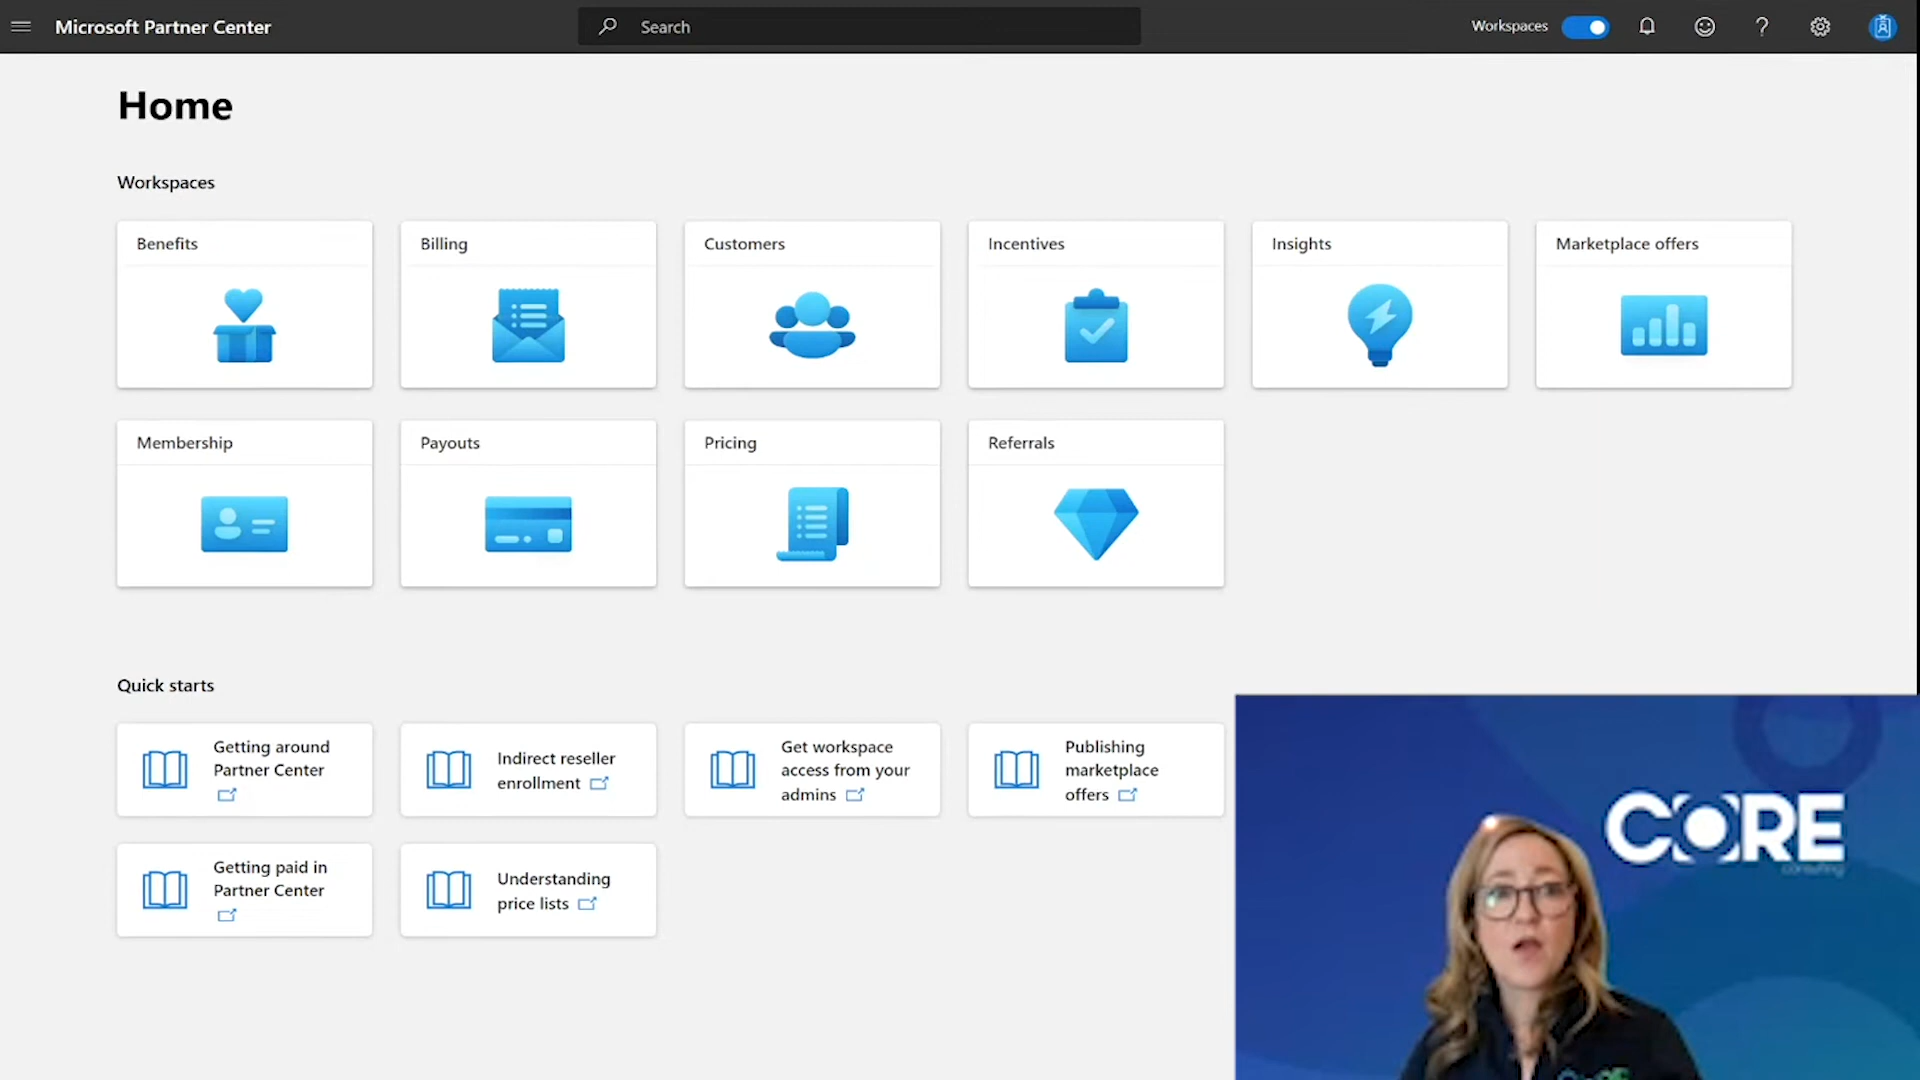 Microsoft Partner Center
Search
Workspaces
?
Home
Workspaces
Benefits
Billing
Customers
Incentives
Insights
Marketplace offers
Membership
Payouts
Pricing
Referrals
Quick starts
Getting around
Partner Center
Indirect reseller
enrollment
Get workspace
access from your
admins
Publishing
marketplace
offers
Getting paid in
Partner Center
Understanding
price lists
CORE
consulting